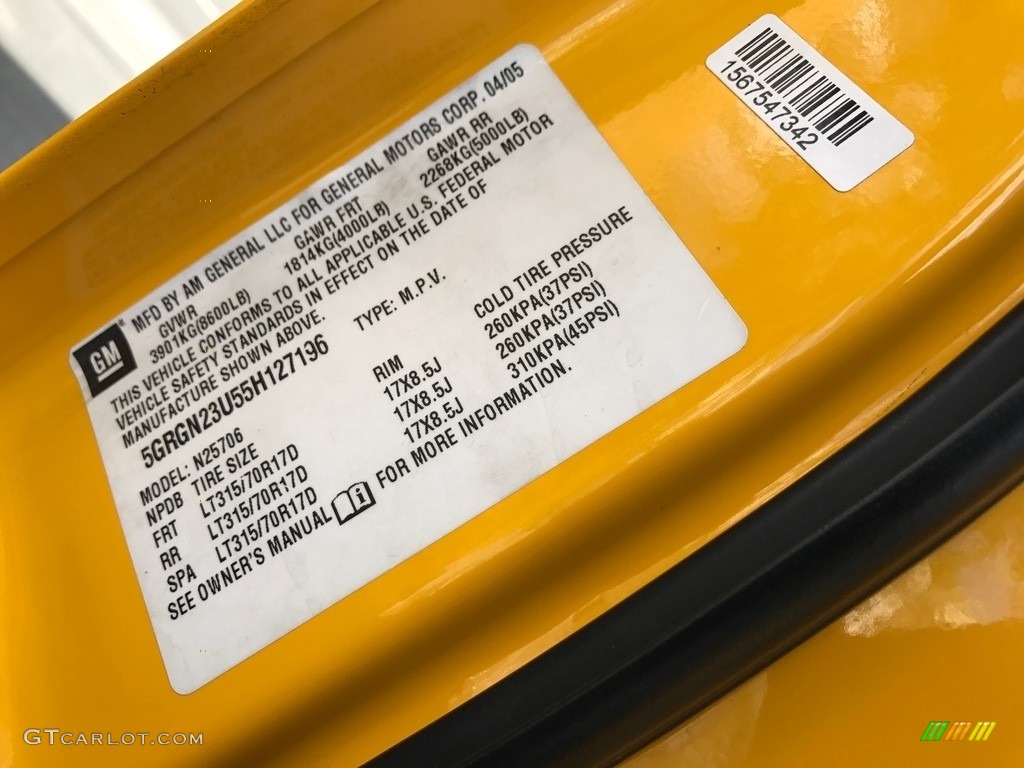 GM
MFD BY AM GENERAL LLC FOR GENERAL MOTORS CORP. 04/05
GVWR GAWR FRT GAWR RR
3901KG(8600LB) 1814KG(4000LB) 2268KG(5000LB)
THIS VEHICLE CONFORMS TO ALL APPLICABLE U.S. FEDERAL MOTOR
VEHICLE SAFETY STANDARDS IN EFFECT ON THE DATE OF
MANUFACTURE SHOWN ABOVE.
5GRGN23U55H127196 TYPE: M.P.V.
MODEL: N25706
NPDB TIRE SIZE RIM COLD TIRE PRESSURE
FRT LT315/70R17D 17X8.5J 260KPA(37PSI)
RR LT315/70R17D 17X8.5J 260KPA(37PSI)
SPA LT315/70R17D 17X8.5J 310KPA(45PSI)
SEE OWNER'S MANUAL FOR MORE INFORMATION.
1567547342
GTCARLOT.COM